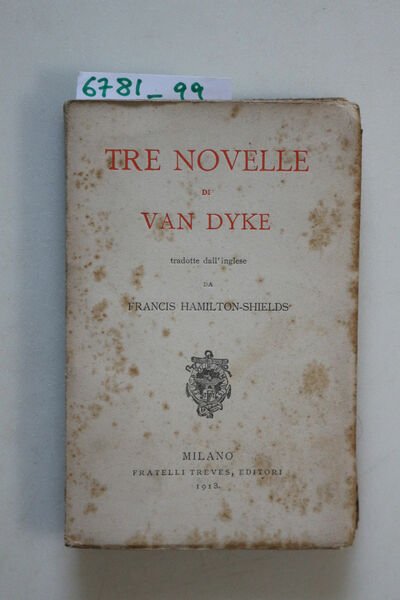 6781_99
TRE NOVELLE
DI
VAN DYKE
tradotte dall'inglese
DA
FRANCIS HAMILTON-SHIELDS
MILANO
FRATELLI TREVES, EDITORI
1913.